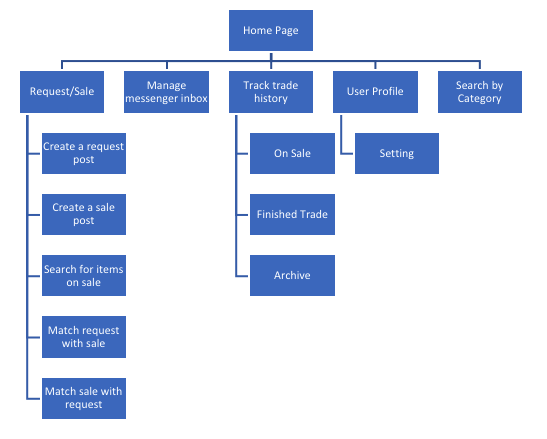 Home Page
Request/Sale
Manage
messenger inbox
Track trade
history
User Profile
Search by
Category
Create a request
post
Create a sale
post
Search for items
on sale
Match request
with sale
Match sale with
request
On Sale
Finished Trade
Archive
Setting